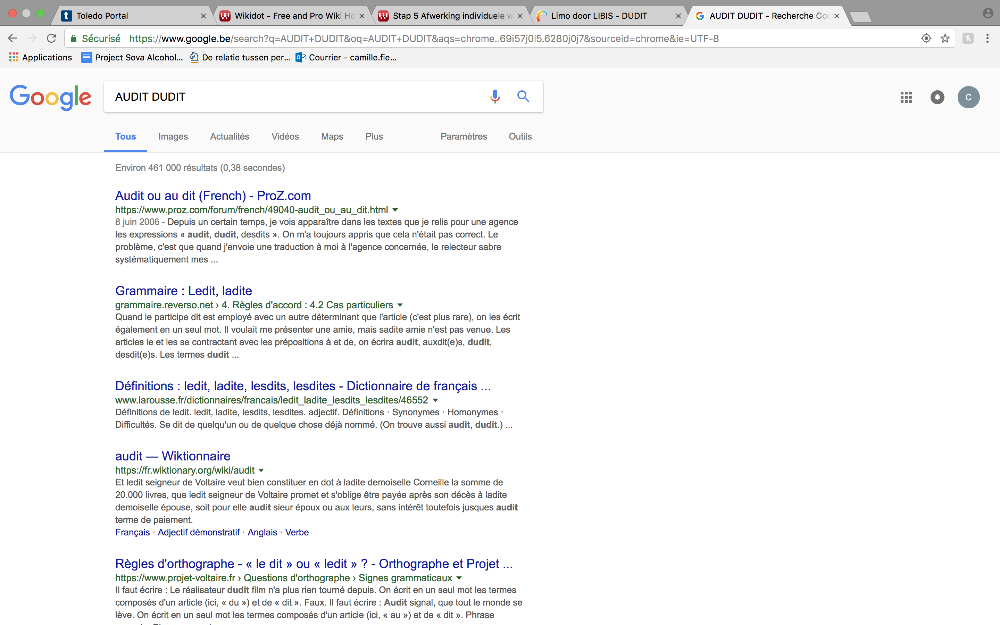 Toledo Portal
Wikidot - Free and Pro Wiki Ho
Stap 5 Afwerking individuele w
Limo door LIBIS - DUDIT
AUDIT DUDIT - Recherche Goo
Sécurisé
https://www.google.be/search?q=AUDIT+DUDIT&oq=AUDIT+DUDIT&aqs=chrome..69i57j0l5.6280j0j7&sourceid=chrome&ie=UTF-8
Applications
Project Sova Alcohol...
De relatie tussen per...
Courrier - camille.fie...
Google
AUDIT DUDIT
C
Tous
Images
Actualités
Vidéos
Maps
Plus
Paramètres
Outils
Environ 461 000 résultats (0,38 secondes)
Audit ou au dit (French) - ProZ.com
https://www.proz.com/forum/french/49040-audit_ou_au_dit.html
8 juin 2006 - Depuis un certain temps, je vois apparaître dans les textes que je relis pour une agence
les expressions « audit, dudit, desdits ». On m'a toujours appris que cela n'était pas correct. Le
problème, c'est que quand j'envoie une traduction à moi à l'agence concernée, le relecteur sabre
systématiquement mes ...
Grammaire : Ledit, ladite
grammaire.reverso.net › 4. Règles d'accord : 4.2 Cas particuliers
Quand le participe dit est employé avec un autre déterminant que l'article (c'est plus rare), on les écrit
également en un seul mot. Il voulait me présenter une amie, mais sadite amie n'est pas venue. Les
articles le et les se contractant avec les prépositions à et de, on écrira audit, auxdit(e)s, dudit,
desdit(e)s. Les termes dudit ...
Définitions : ledit, ladite, lesdits, lesdites - Dictionnaire de français ...
www.larousse.fr/dictionnaires/francais/ledit_ladite_lesdits_lesdites/46552
Définitions de ledit. ledit, ladite, lesdits, lesdites. adjectif. Définitions · Synonymes · Homonymes ·
Difficultés. Se dit de quelqu'un ou de quelque chose déjà nommé. (On trouve aussi audit, dudit.) ...
audit — Wiktionnaire
https://fr.wiktionary.org/wiki/audit
Et ledit seigneur de Voltaire veut bien constituer en dot à ladite demoiselle Corneille la somme de
20.000 livres, que ledit seigneur de Voltaire promet et s'oblige être payée après son décès à ladite
demoiselle épouse, soit pour elle audit sieur époux ou aux leurs, sans intérêt toutefois jusques audit
terme de paiement.
Français · Adjectif démonstratif · Anglais · Verbe
Règles d'orthographe - « le dit » ou « ledit » ? - Orthographe et Projet ...
https://www.projet-voltaire.fr › Questions d'orthographe › Signes grammaticaux
Il faut écrire : Le réalisateur dudit film n'a plus rien tourné depuis. On écrit en un seul mot les termes
composés d'un article (ici, « du ») et de « dit ». Faux. Il faut écrire : Audit signal, que tout le monde se
lève. On écrit en un seul mot les termes composés d'un article (ici, « au ») et de « dit ». Phrase